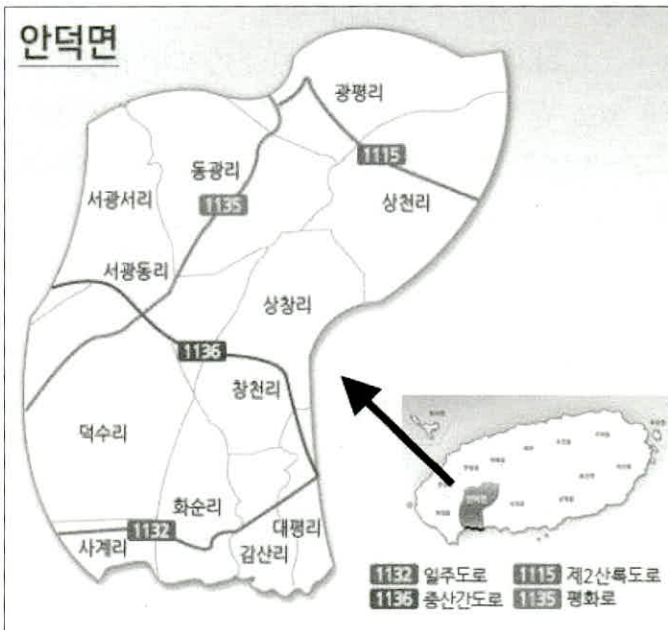 안덕면
광평리
1115
동광리
서광서리
1135
상천리
서광동리
상창리
1136
창천리
덕수리
화순리
대평리
1132
사계리
감산리
1132 일주도로 1115 제2산록도로
1136 중산간도로 1135 평화로